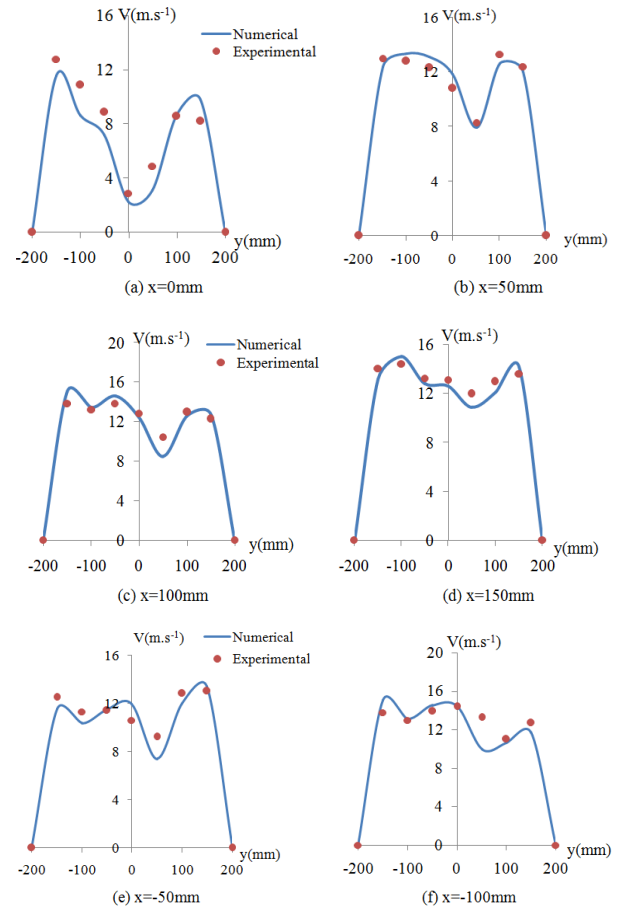 V(m.s⁻¹)
16
Numerical
Experimental
12
8
4
0
y(mm)
-200 -100 0 100 200
(a) x=0mm
V(m.s⁻¹)
16
12
8
4
0
y(mm)
-200 -100 0 100 200
(b) x=50mm
V(m.s⁻¹)
20
Numerical
Experimental
16
12
8
4
0
y(mm)
-200 -100 0 100 200
(c) x=100mm
V(m.s⁻¹)
16
12
8
4
0
y(mm)
-200 -100 0 100 200
(d) x=150mm
V(m.s⁻¹)
Numerical
16
Experimental
12
8
4
0
y(mm)
-200 -100 0 100 200
(e) x=-50mm
V(m.s⁻¹)
20
16
12
8
4
0
y(mm)
-200 -100 0 100 200
(f) x=-100mm